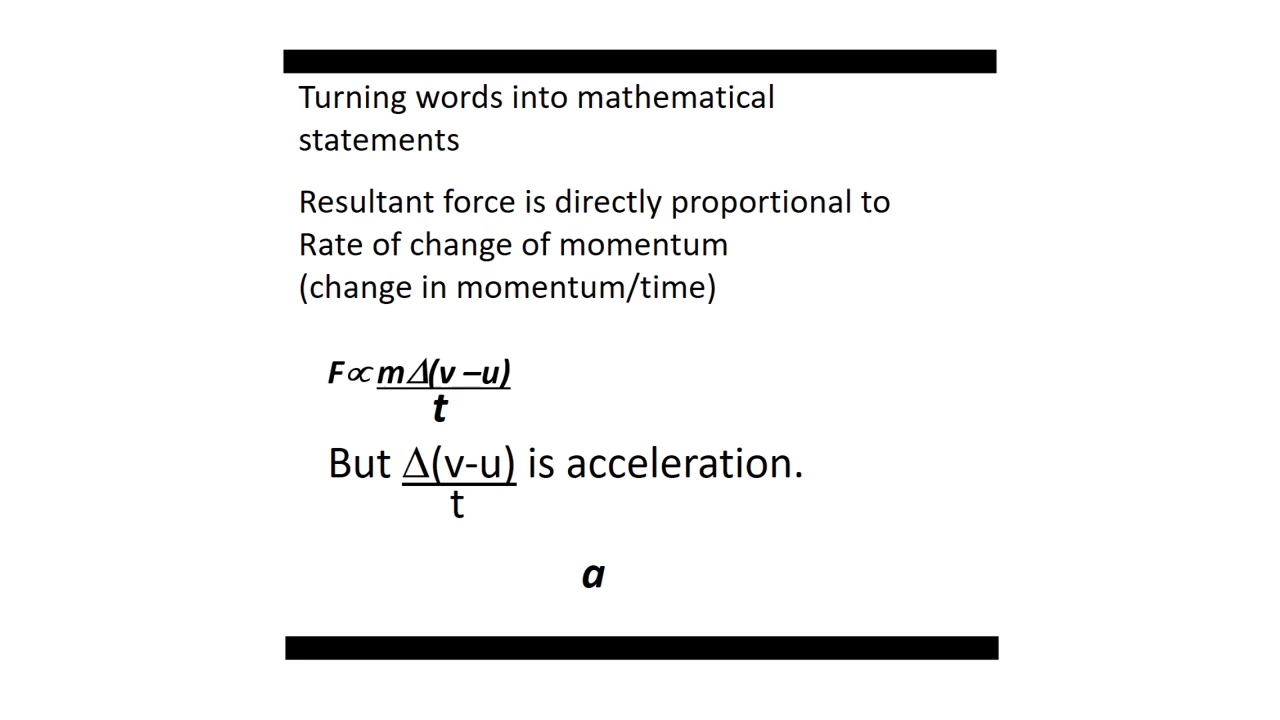 Turning words into mathematical
statements
Resultant force is directly proportional to
Rate of change of momentum
(change in momentum/time)
F∝ mΔ(v –u)
t
But Δ(v-u) is acceleration.
t
a